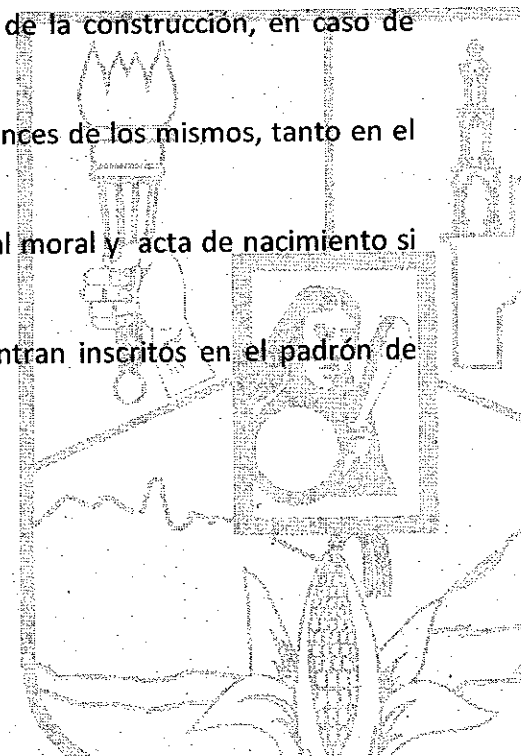 de la construcción, en caso de
nces de los mismos, tanto en el
al moral y acta de nacimiento si
ntran inscritos en el padrón de